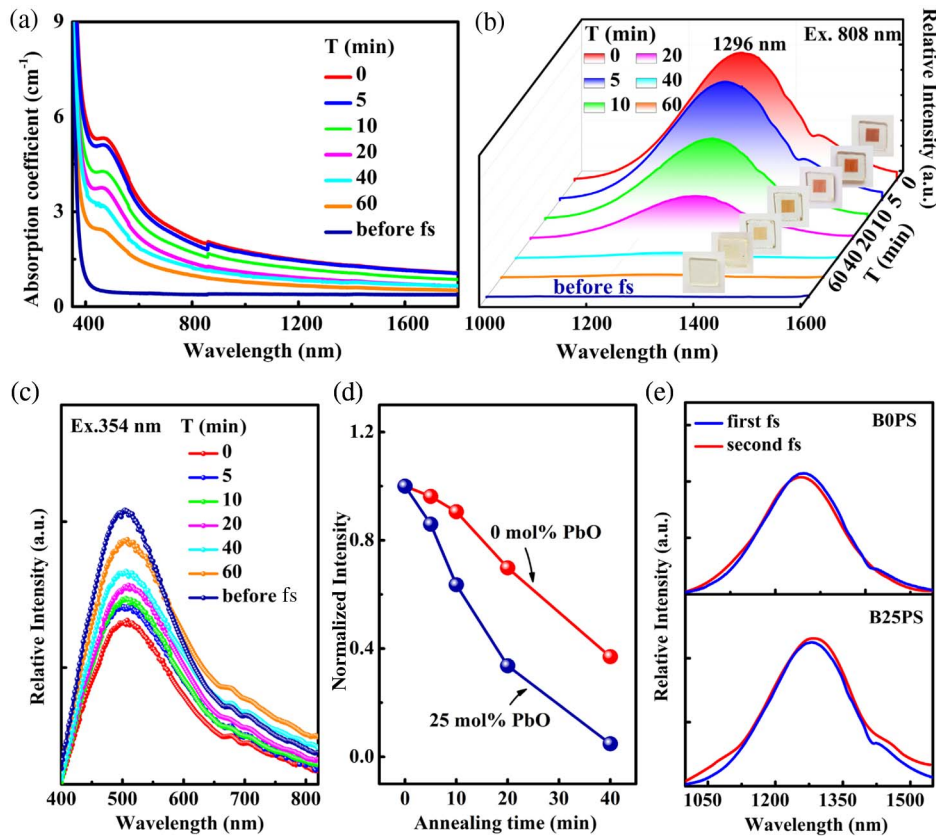 (a)
9
6
3
0
Absorption coefficient (cm⁻¹)
T (min)
0
5
10
20
40
60
before fs
400
800
1200
1600
Wavelength (nm)
(b)
T (min)
0
20
5
40
10
60
1296 nm
Ex. 808 nm
before fs
1000
1200
1400
1600
Wavelength (nm)
60 40 20 10 5 0
T (min)
Relative Intensity (a.u.)
(c)
Ex.354 nm
T (min)
0
5
10
20
40
60
before fs
Relative Intensity (a.u.)
400
500
600
700
800
Wavelength (nm)
(d)
1.2
0.8
0.4
0.0
Normalized Intensity
0 mol% PbO
25 mol% PbO
0
10
20
30
40
Annealing time (min)
(e)
first fs
second fs
B0PS
B25PS
Relative Intensity (a.u.)
1050
1200
1350
1500
Wavelength (nm)